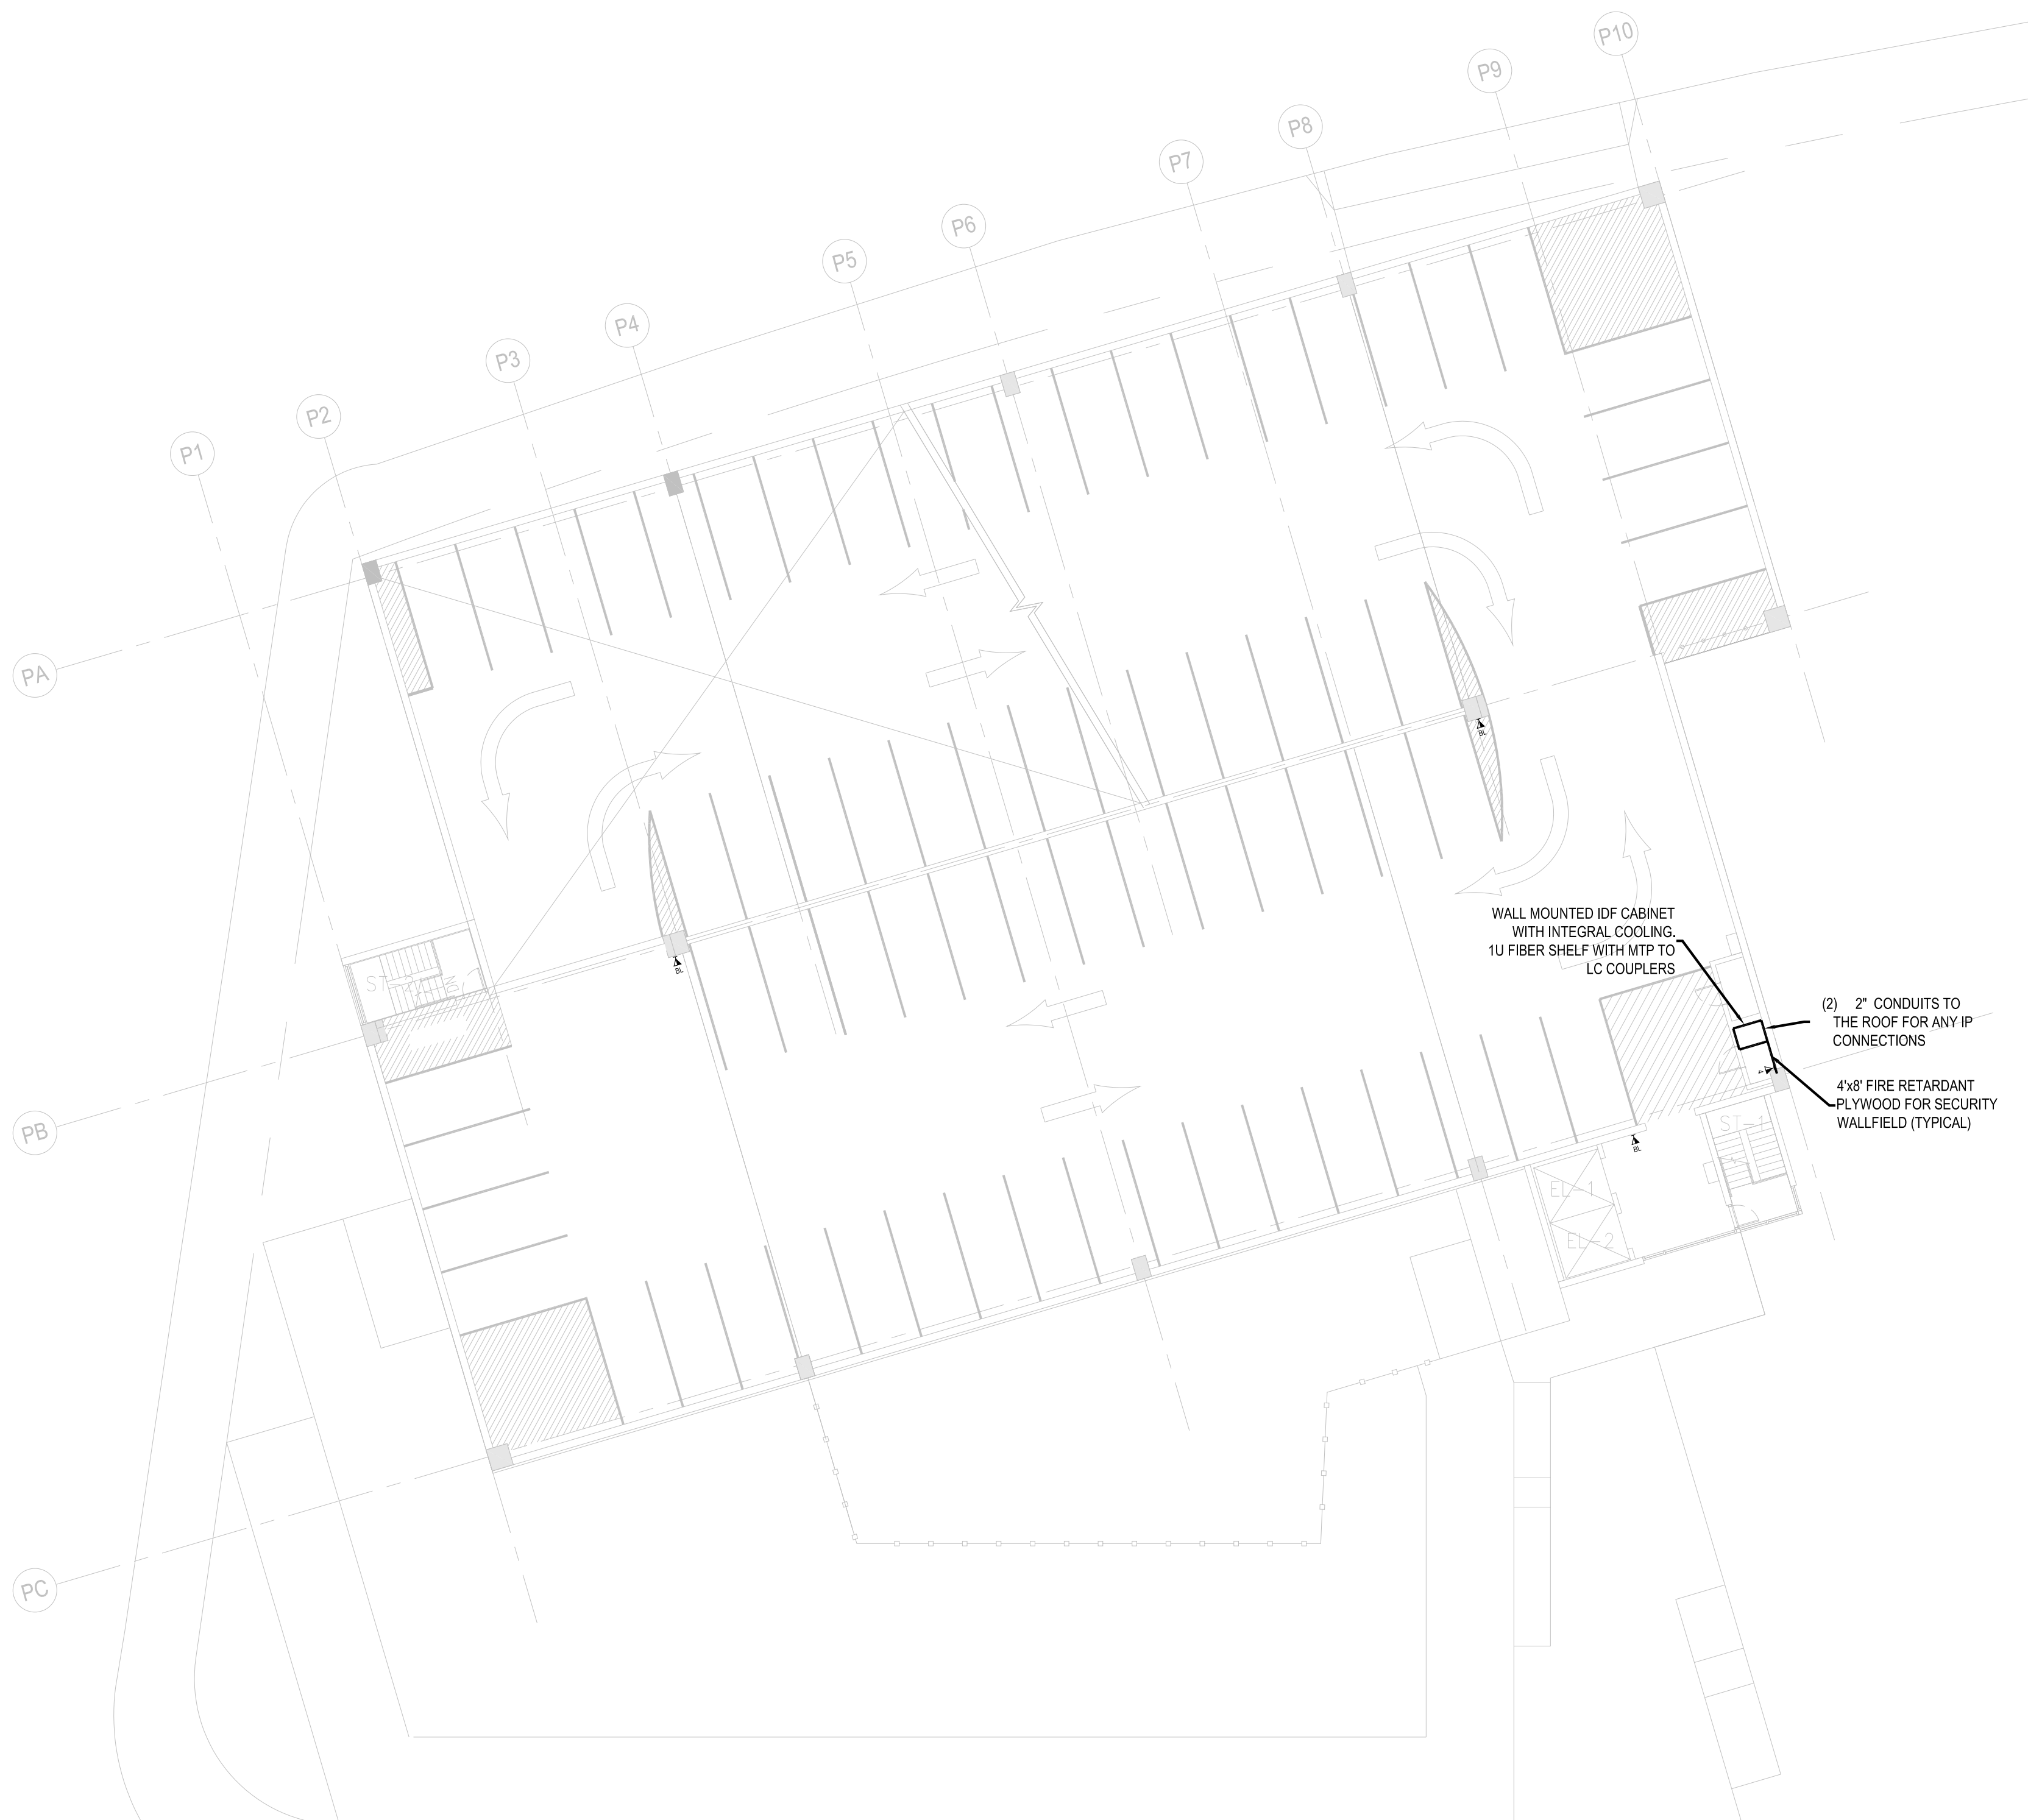 P10
P9
P8
P7
P6
P5
P4
P3
P2
P1
PA
PB
PC
BL
BL
BL
WALL MOUNTED IDF CABINET
WITH INTEGRAL COOLING.
1U FIBER SHELF WITH MTP TO
LC COUPLERS
(2) 2" CONDUITS TO
THE ROOF FOR ANY IP
CONNECTIONS
4'x8' FIRE RETARDANT
PLYWOOD FOR SECURITY
WALLFIELD (TYPICAL)
4
ST-1
EL-1
EL-2